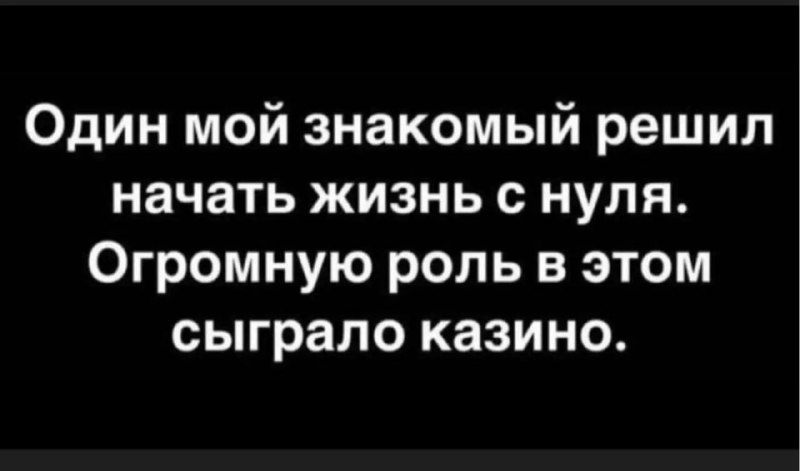 Один мой знакомый решил
начать жизнь с нуля.
Огромную роль в этом
сыграло казино.